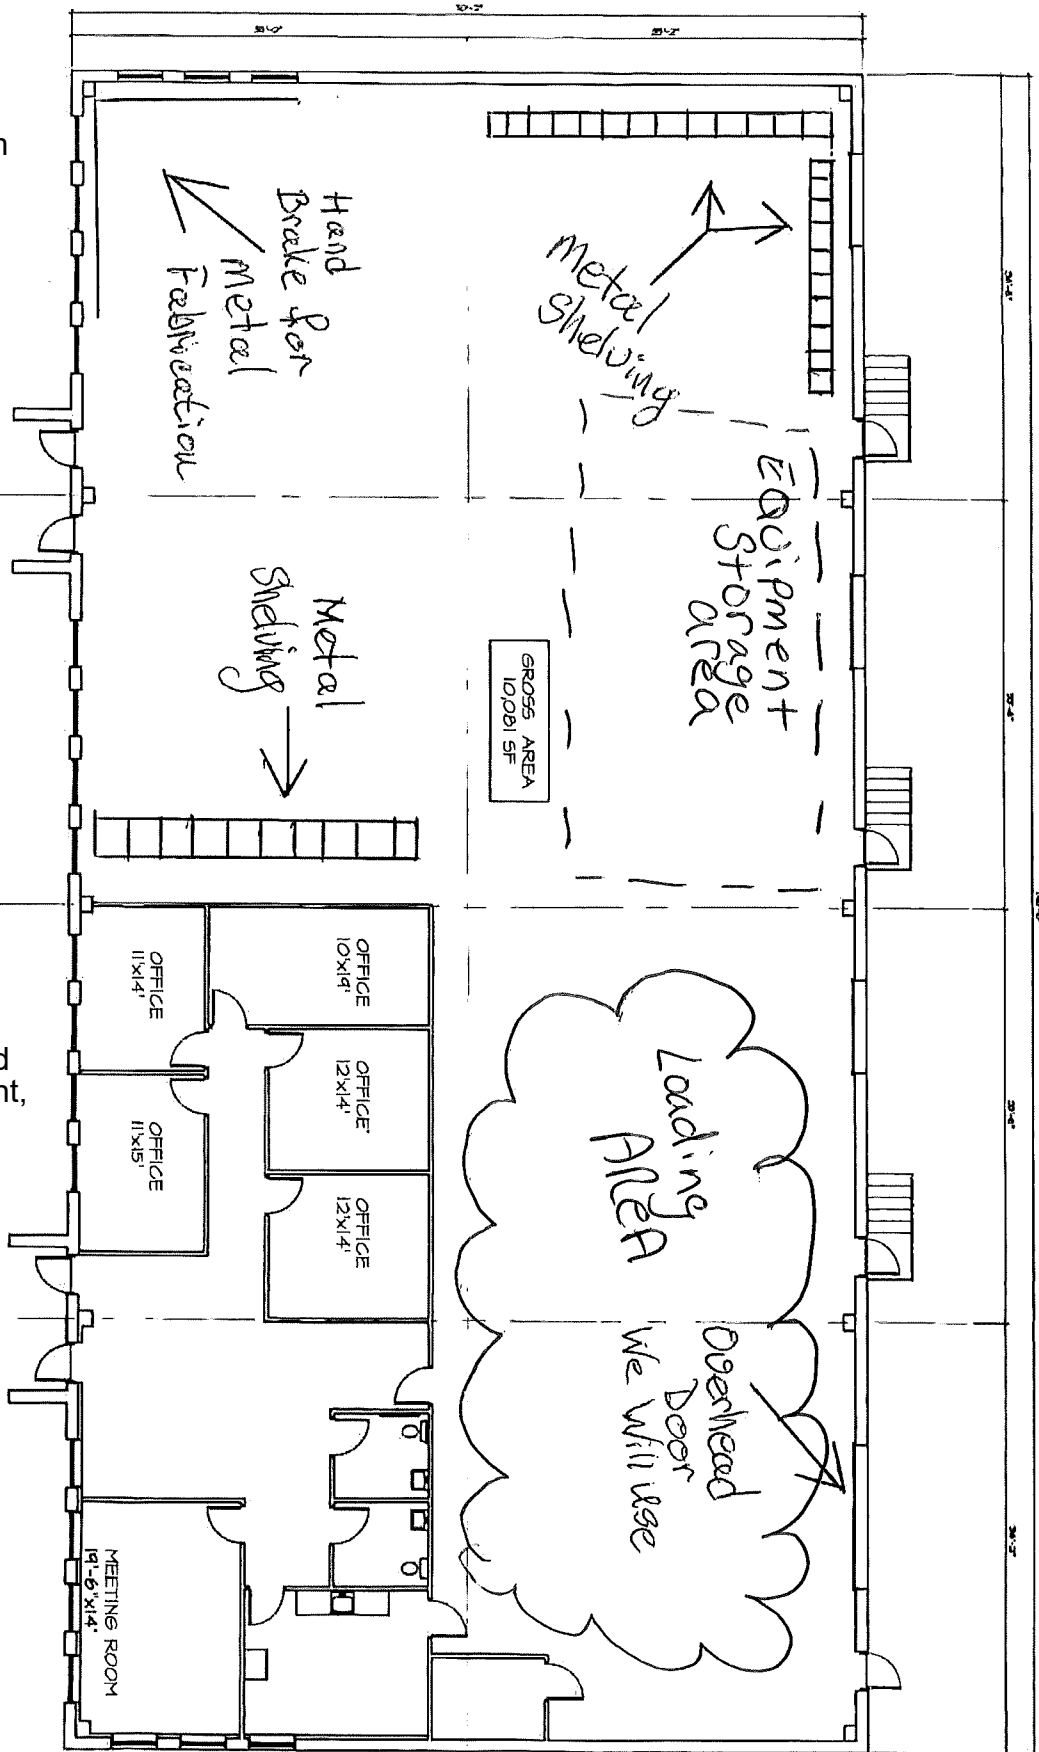 Hand
Brake for
Metal
Fabrication
metal
Shelving
EQUIPMENT
Storage
area
Metal
Shelving
GROSS AREA
10,081 SF
OFFICE
11'x14'
OFFICE
10'x19'
OFFICE
12'x14'
OFFICE
11'x15'
OFFICE
12'x14'
Loading
AREA
Overhead
Door
We Will use
MEETING ROOM
19'-6"x14'